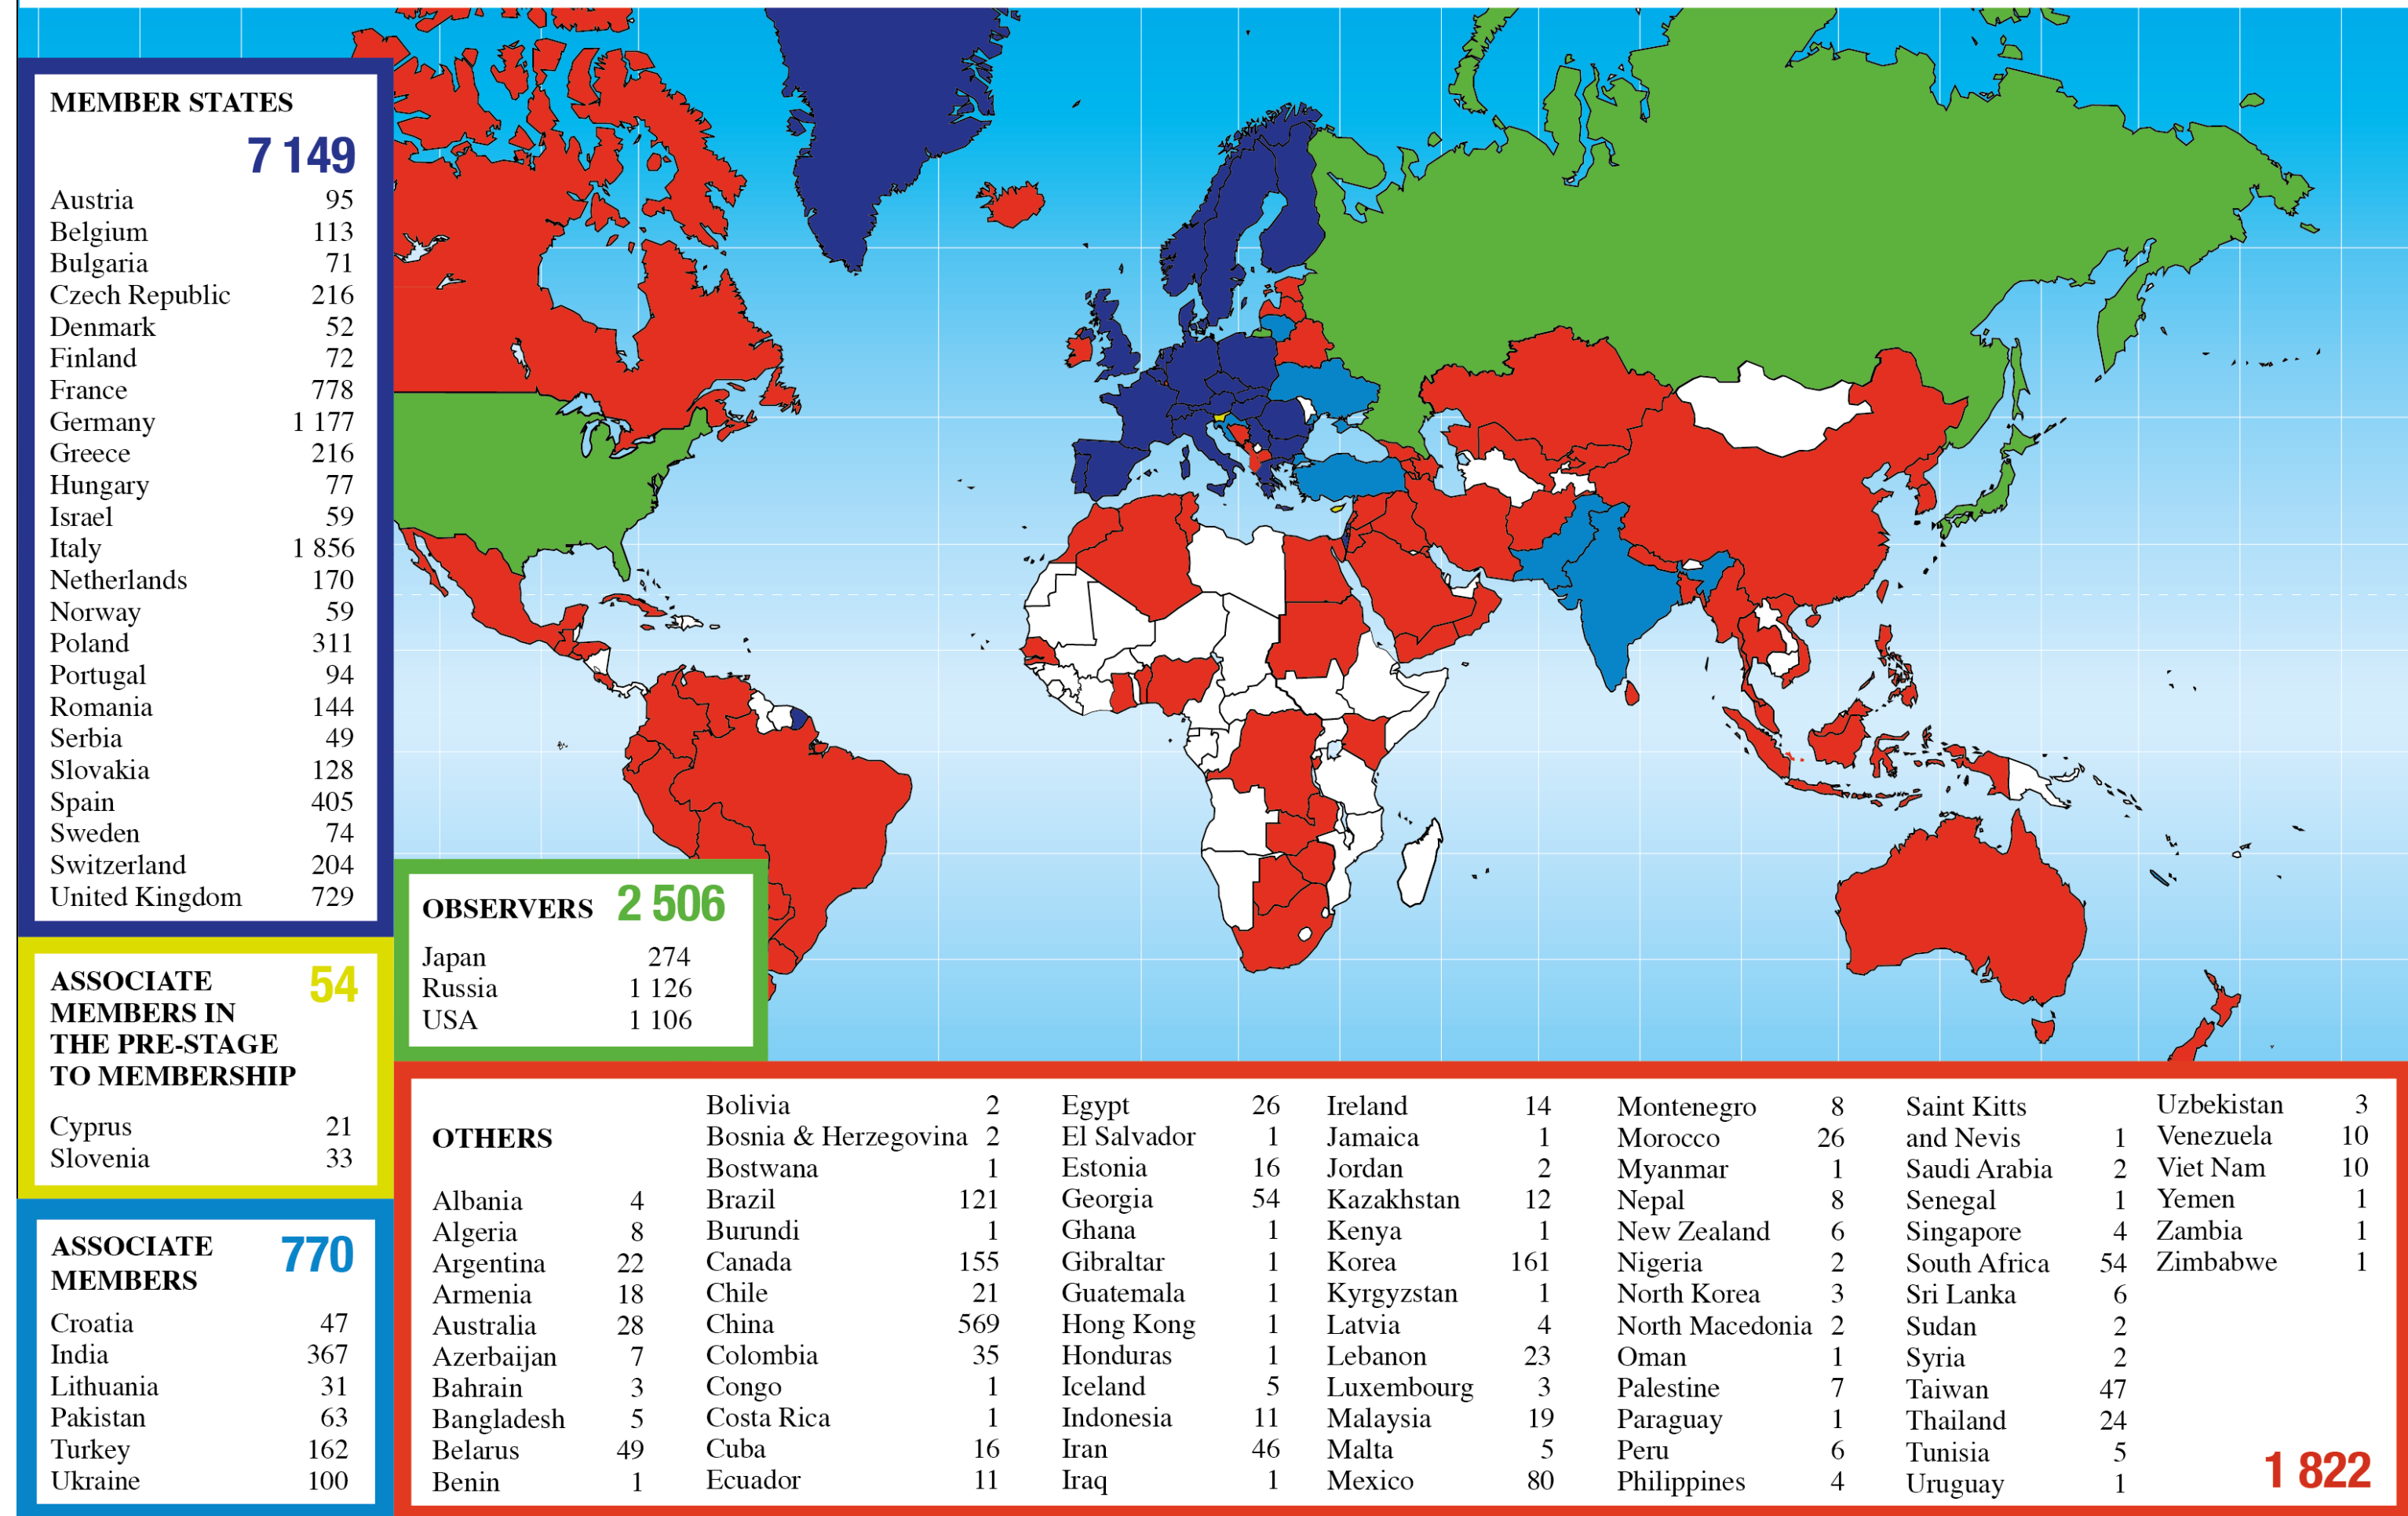 MEMBER STATES
7 149
Austria 95
Belgium 113
Bulgaria 71
Czech Republic 216
Denmark 52
Finland 72
France 778
Germany 1 177
Greece 216
Hungary 77
Israel 59
Italy 1 856
Netherlands 170
Norway 59
Poland 311
Portugal 94
Romania 144
Serbia 49
Slovakia 128
Spain 405
Sweden 74
Switzerland 204
United Kingdom 729
ASSOCIATE 54
MEMBERS IN
THE PRE-STAGE
TO MEMBERSHIP
Cyprus 21
Slovenia 33
ASSOCIATE 770
MEMBERS
Croatia 47
India 367
Lithuania 31
Pakistan 63
Turkey 162
Ukraine 100
OBSERVERS 2 506
Japan 274
Russia 1 126
USA 1 106
OTHERS
Albania 4
Algeria 8
Argentina 22
Armenia 18
Australia 28
Azerbaijan 7
Bahrain 3
Bangladesh 5
Belarus 49
Benin 1
Bolivia 2
Bosnia & Herzegovina 2
Bostwana 1
Brazil 121
Burundi 1
Canada 155
Chile 21
China 569
Colombia 35
Congo 1
Costa Rica 1
Cuba 16
Ecuador 11
Egypt 26
El Salvador 1
Estonia 16
Georgia 54
Ghana 1
Gibraltar 1
Guatemala 1
Hong Kong 1
Honduras 1
Iceland 5
Indonesia 11
Iran 46
Iraq 1
Ireland 14
Jamaica 1
Jordan 2
Kazakhstan 12
Kenya 1
Korea 161
Kyrgyzstan 1
Latvia 4
Lebanon 23
Luxembourg 3
Malaysia 19
Malta 5
Mexico 80
Montenegro 8
Morocco 26
Myanmar 1
Nepal 8
New Zealand 6
Nigeria 2
North Korea 3
North Macedonia 2
Oman 1
Palestine 7
Paraguay 1
Peru 6
Philippines 4
Saint Kitts
and Nevis 1
Saudi Arabia 2
Senegal 1
Singapore 4
South Africa 54
Sri Lanka 6
Sudan 2
Syria 2
Taiwan 47
Thailand 24
Tunisia 5
Uruguay 1
Uzbekistan 3
Venezuela 10
Viet Nam 10
Yemen 1
Zambia 1
Zimbabwe 1
1 822